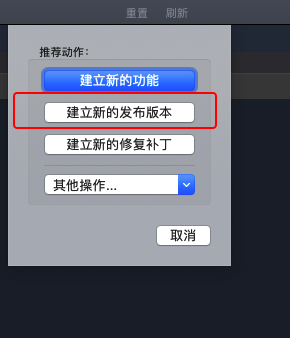 重置 刷新
推荐动作:
建立新的功能
建立新的发布版本
建立新的修复补丁
其他操作...
取消